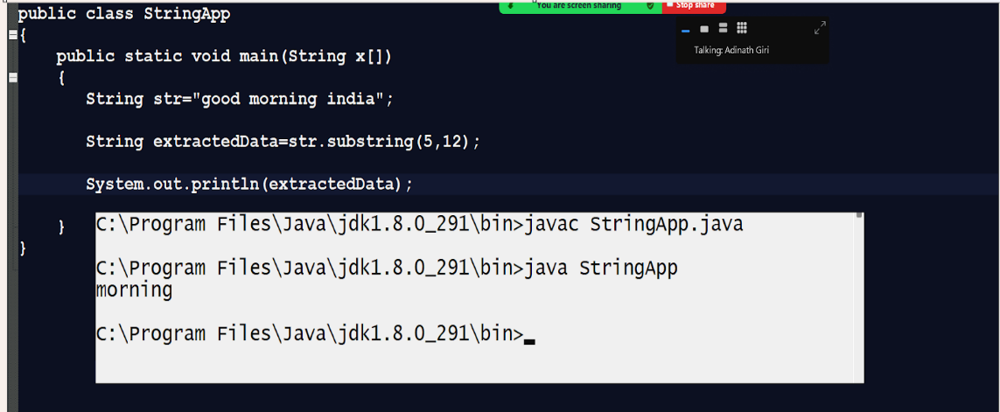 public class StringApp
You are screen sharing Stop share
{
Talking: Adinath Giri
public static void main(String x[])
{
String str="good morning india";
String extractedData=str.substring(5,12);
System.out.println(extractedData);
}
}
C:\Program Files\Java\jdk1.8.0_291\bin>javac StringApp.java
C:\Program Files\Java\jdk1.8.0_291\bin>java StringApp
morning
C:\Program Files\Java\jdk1.8.0_291\bin>